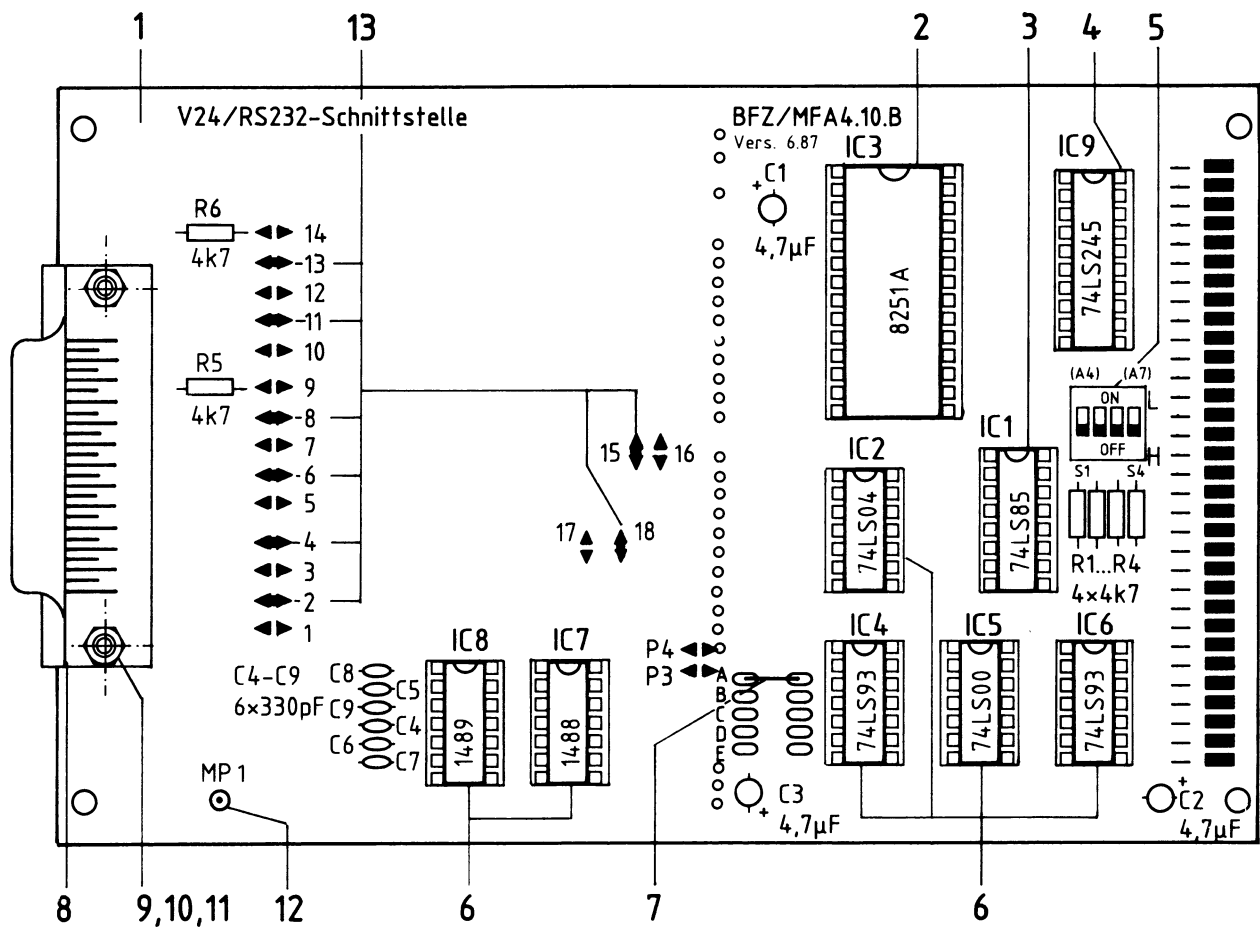 1 13 2 3 4 5
V24/RS232-Schnittstelle
BFZ/MFA4.10.B
Vers. 6.87
IC3
IC9
C1
+
4,7µF
8251A
74LS245
R6
4k7
14
13
12
11
10
R5
4k7
9
8
7
6
5
4
3
2
1
15 16
17 18
(A4) (A7)
ON
L
OFF
H
S1 S4
IC2
74LS04
IC1
74LS85
R1...R4
4×4k7
P4
P3
A
B
C
D
E
IC8
1489
IC7
1488
IC4
74LS93
IC5
74LS00
IC6
74LS93
C4-C9
6×330pF
C8
C5
C9
C4
C6
C7
MP1
C3
+
4,7µF
+
C2
4,7µF
8 9,10,11 12 6 7 6